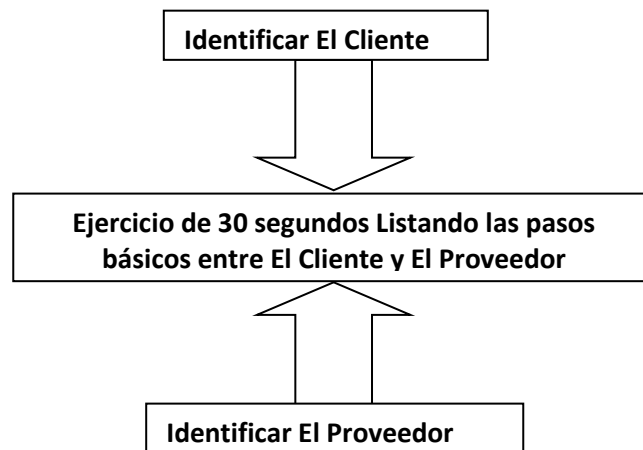 Identificar El Cliente
Ejercicio de 30 segundos Listando las pasos
básicos entre El Cliente y El Proveedor
Identificar El Proveedor